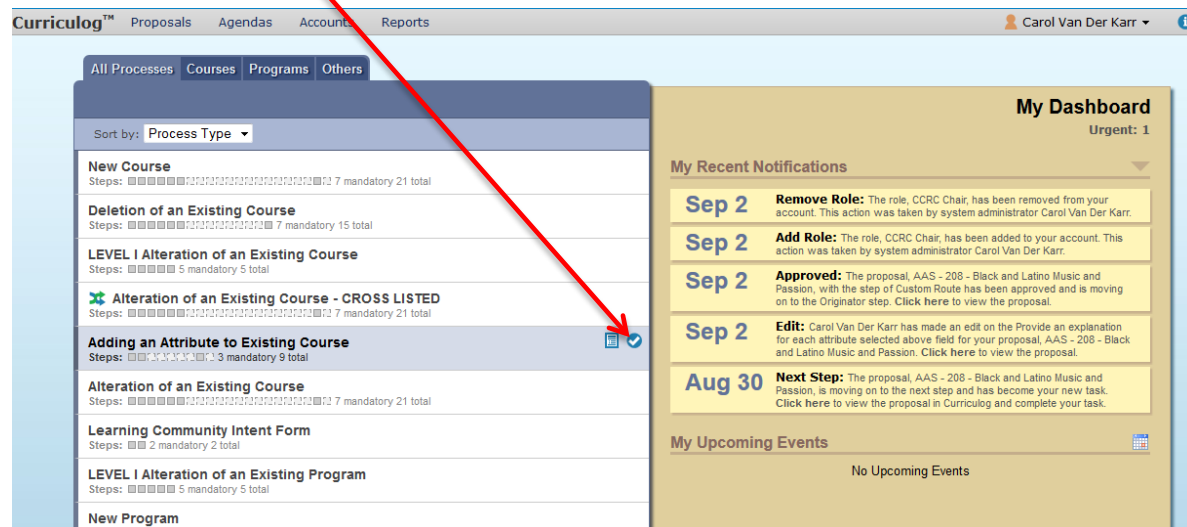 Curriculog™ Proposals Agendas Accounts Reports Carol Van Der Karr
All Processes Courses Programs Others
Sort by: Process Type
New Course
Steps: 7 mandatory 21 total
Deletion of an Existing Course
Steps: 7 mandatory 15 total
LEVEL I Alteration of an Existing Course
Steps: 5 mandatory 5 total
Alteration of an Existing Course - CROSS LISTED
Steps: 7 mandatory 21 total
Adding an Attribute to Existing Course
Steps: 3 mandatory 9 total
Alteration of an Existing Course
Steps: 7 mandatory 21 total
Learning Community Intent Form
Steps: 2 mandatory 2 total
LEVEL I Alteration of an Existing Program
Steps: 5 mandatory 5 total
New Program
My Dashboard
Urgent: 1
My Recent Notifications
Sep 2 Remove Role: The role, CCRC Chair, has been removed from your
account. This action was taken by system administrator Carol Van Der Karr.
Sep 2 Add Role: The role, CCRC Chair, has been added to your account. This
action was taken by system administrator Carol Van Der Karr.
Sep 2 Approved: The proposal, AAS - 208 - Black and Latino Music and
Passion, with the step of Custom Route has been approved and is moving
on to the Originator step. Click here to view the proposal.
Sep 2 Edit: Carol Van Der Karr has made an edit on the Provide an explanation
for each attribute selected above field for your proposal, AAS - 208 - Black
and Latino Music and Passion. Click here to view the proposal.
Aug 30 Next Step: The proposal, AAS - 208 - Black and Latino Music and
Passion, is moving on to the next step and has become your new task.
Click here to view the proposal in Curriculog and complete your task.
My Upcoming Events
No Upcoming Events